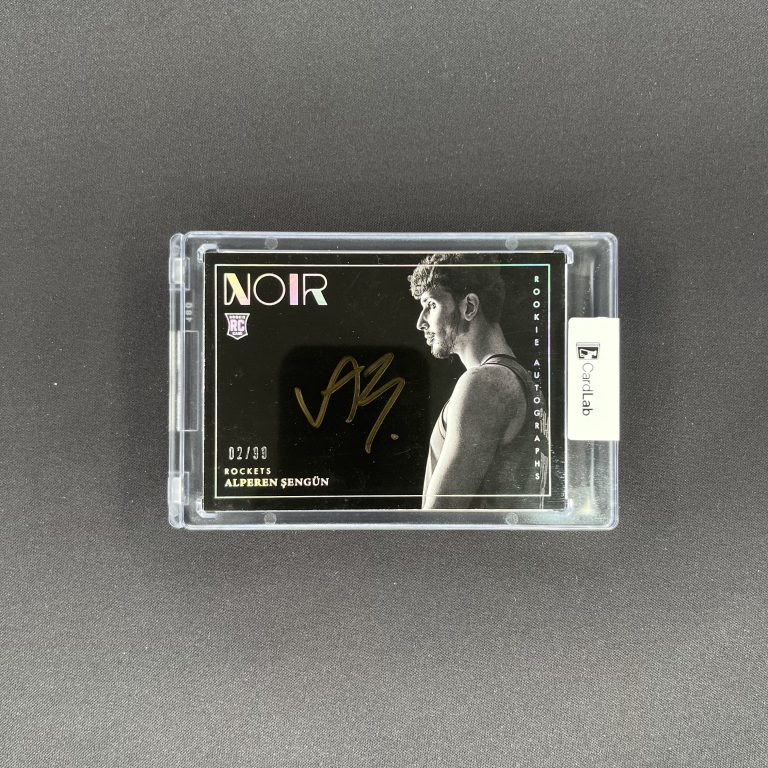 NOIR
RC
02/99
ROCKETS
ALPEREN ŞENGÜN
ROOKIE AUTOGRAPHS
CardLab